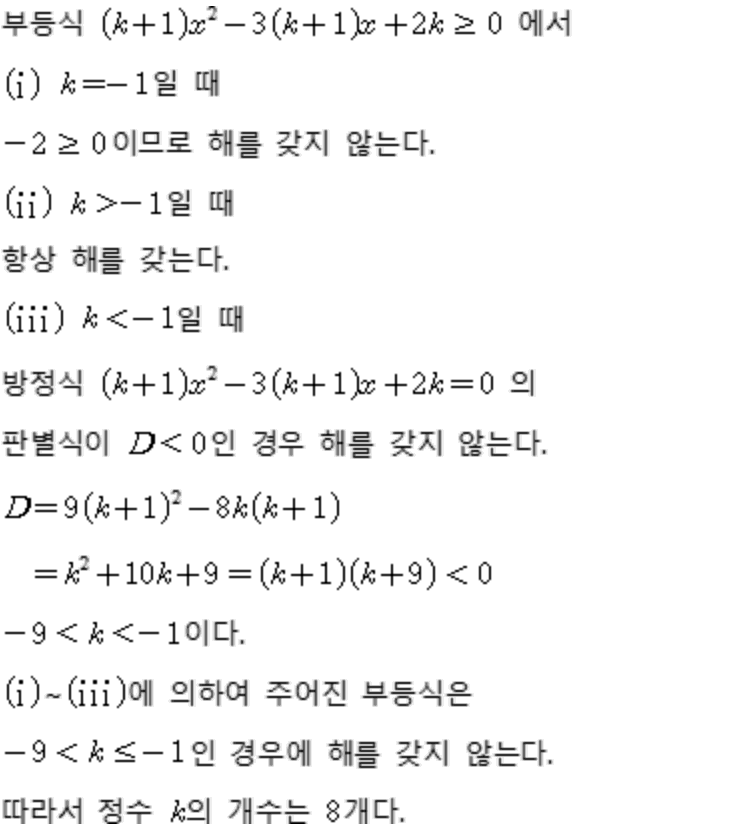 부등식 (k+1)x²-3(k+1)x+2k ≥ 0 에서
(i) k=-1일 때
-2 ≥ 0이므로 해를 갖지 않는다.
(ii) k>-1일 때
항상 해를 갖는다.
(iii) k<-1일 때
방정식 (k+1)x²-3(k+1)x+2k=0 의
판별식이 D<0인 경우 해를 갖지 않는다.
D=9(k+1)²-8k(k+1)
=k²+10k+9=(k+1)(k+9)<0
-9<k<-1이다.
(i)~(iii)에 의하여 주어진 부등식은
-9<k≤-1인 경우에 해를 갖지 않는다.
따라서 정수 k의 개수는 8개다.